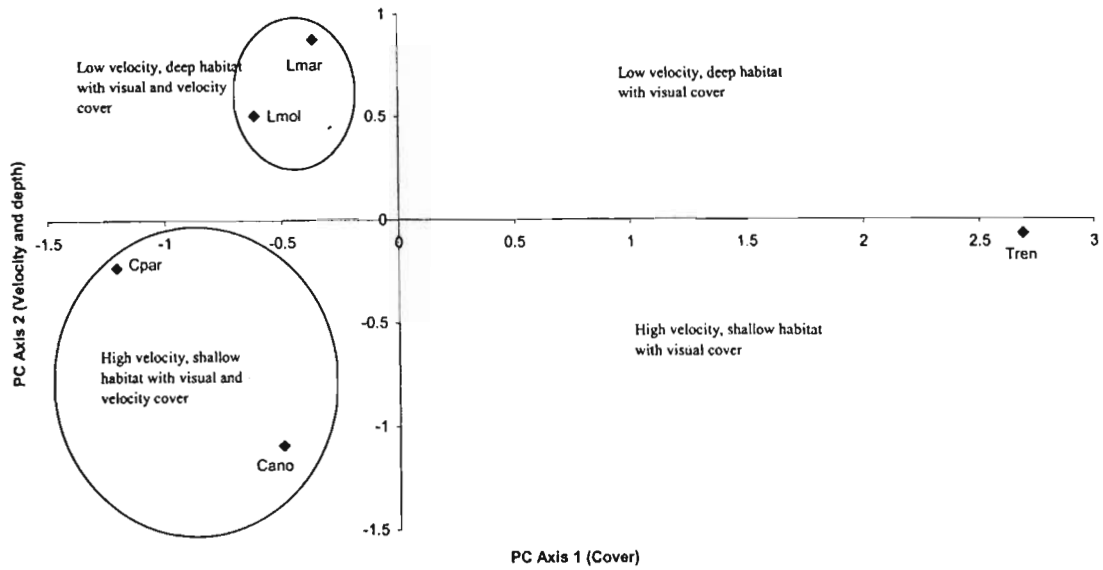 1
Low velocity, deep habitat
with visual and velocity
cover
Lmar
Lmol
Low velocity, deep habitat
with visual cover
0.5
PC Axis 2 (Velocity and depth)
0
-1.5
-1
-0.5
0
0.5
1
1.5
2
2.5
3
Tren
Cpar
-0.5
High velocity, shallow habitat
with visual cover
High velocity, shallow
habitat with visual and
velocity cover
-1
Cano
-1.5
PC Axis 1 (Cover)